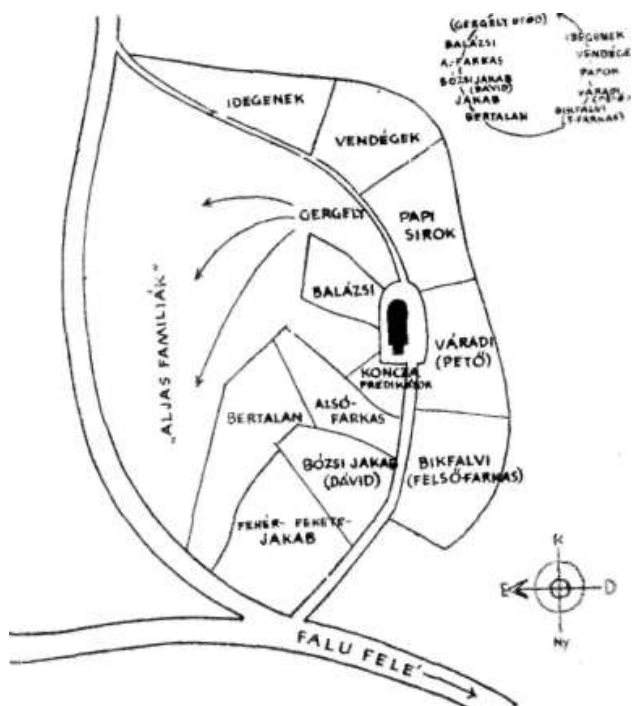 (GERGELY UTÓD)
BALÁZSI
A.-FARKAS
BÓZSI JAKAB
(DÁVID)
JAKAB
BERTALAN
IDEGENEK
VENDÉGEK
PAPOK
VÁRADI
BIKFALVI
(F.-FARKAS)
IDEGENEK
VENDÉGEK
GERGELY
PAPI
SIROK
BALÁZSI
„ALJAS FAMILIÁK"
VÁRADI
(PETŐ)
KONCZA
PREDIKÁTOR
BERTALAN
ALSÓ-
FARKAS
BÓZSI JAKAB
(DÁVID)
BIKFALVI
(FELSŐ-FARKAS)
FEHÉR- FEKETE-
JAKAB
K
É
D
NY
FALU FELÉ